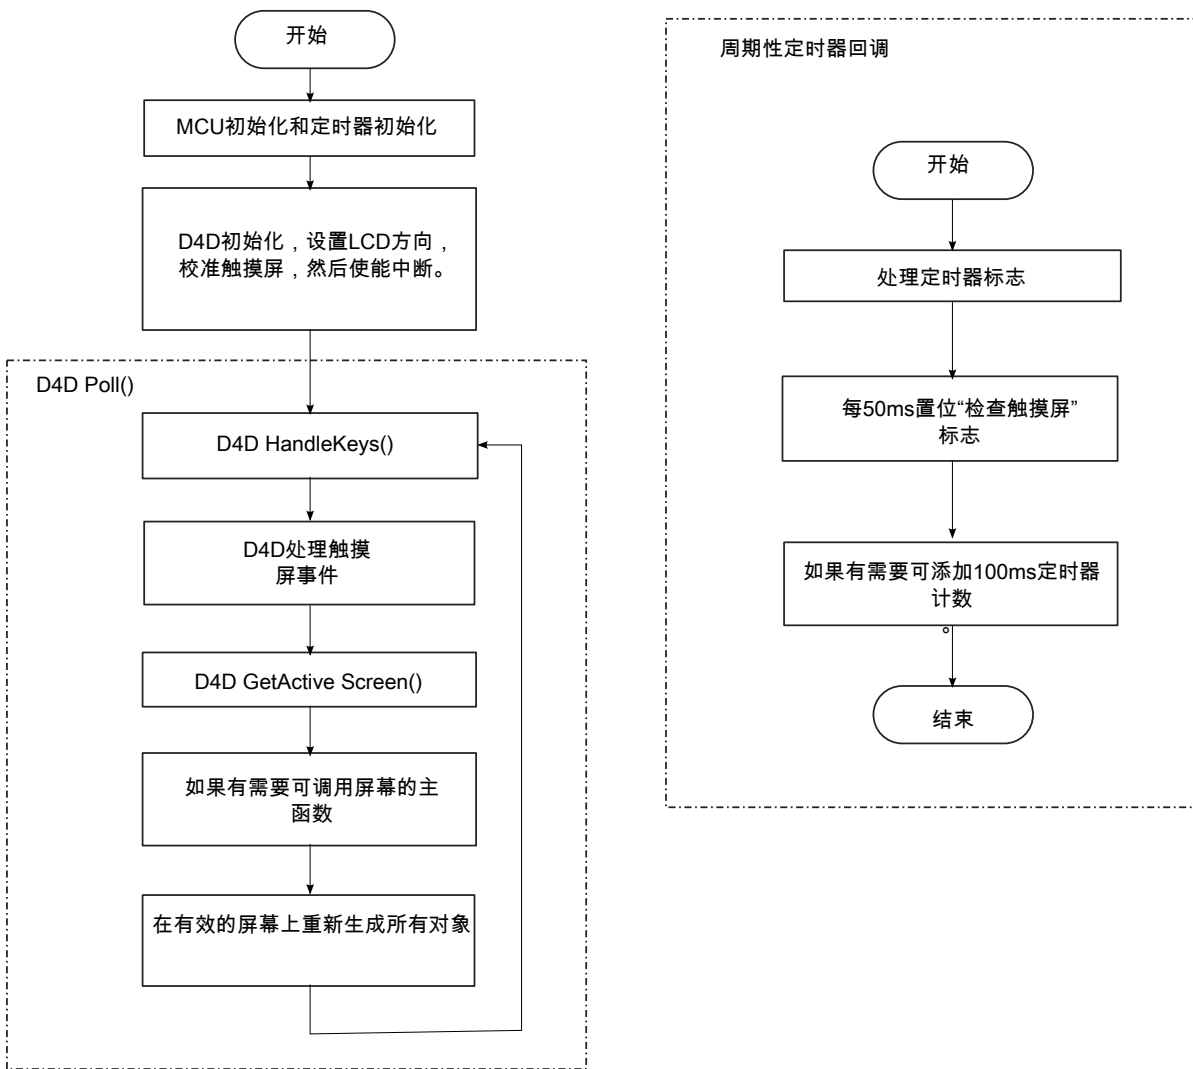 开始
MCU初始化和定时器初始化
D4D初始化，设置LCD方向，
校准触摸屏，然后使能中断。
D4D Poll()
D4D HandleKeys()
D4D处理触摸
屏事件
D4D GetActive Screen()
如果有需要可调用屏幕的主
函数
在有效的屏幕上重新生成所有对象
周期性定时器回调
开始
处理定时器标志
每50ms置位“检查触摸屏”
标志
如果有需要可添加100ms定时器
计数
。
结束